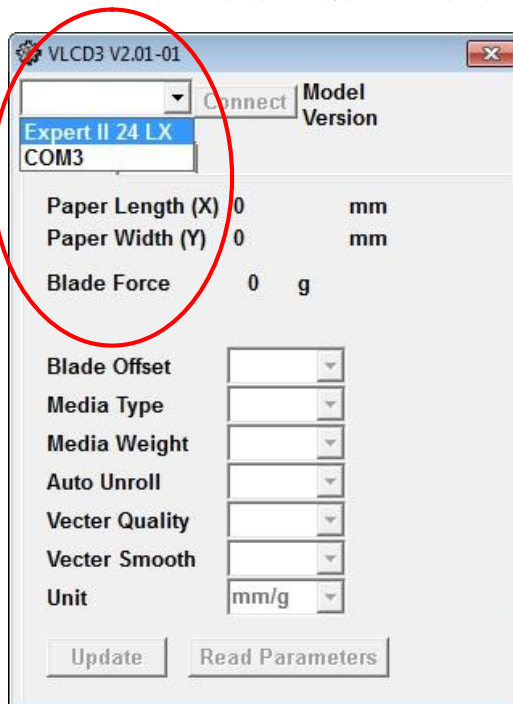 VLCD3 V2.01-01
Connect
Model
Version
Expert II 24 LX
COM3
Paper Length (X) 0 mm
Paper Width (Y) 0 mm
Blade Force 0 g
Blade Offset
Media Type
Media Weight
Auto Unroll
Vecter Quality
Vecter Smooth
Unit mm/g
Update Read Parameters